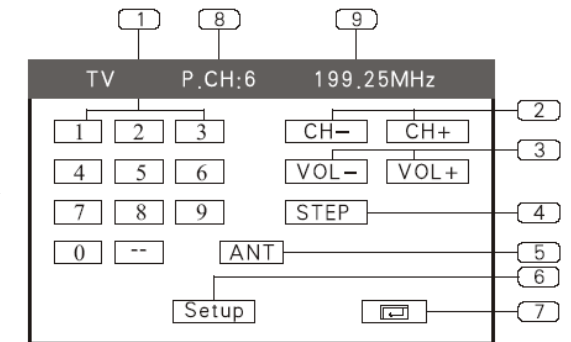 1 8 9
TV P.CH:6 199.25MHz
1 2 3 CH− CH+ 2
4 5 6 VOL− VOL+ 3
7 8 9 STEP 4
0 -- ANT 5
6
Setup 7